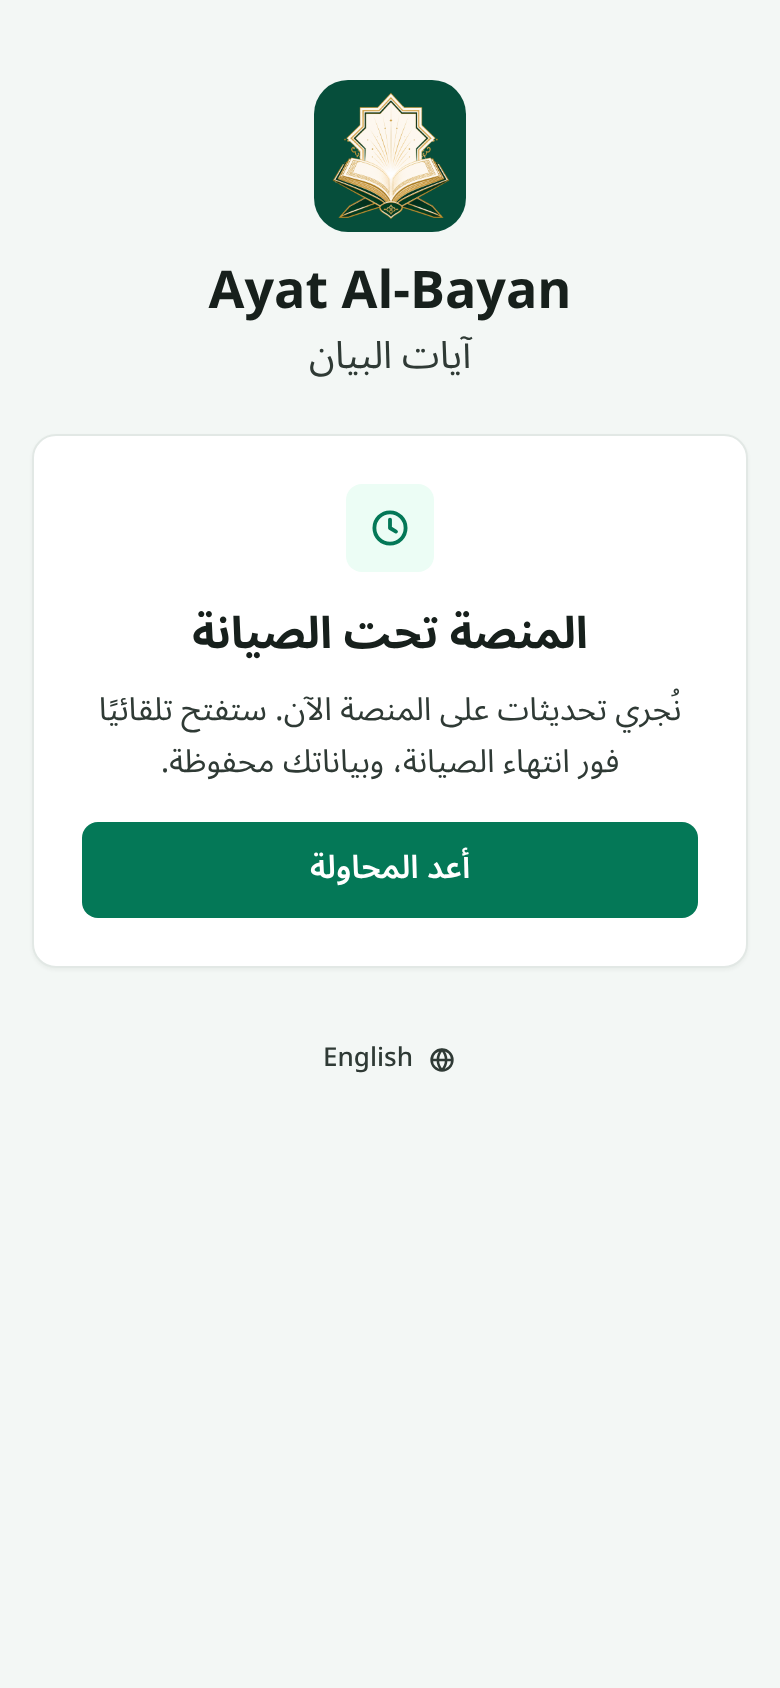 Ayat Al-Bayan
آيات البيان
المنصة تحت الصيانة
نُجري تحديثات على المنصة الآن. ستفتح تلقائيًا
فور انتهاء الصيانة، وبياناتك محفوظة.
أعد المحاولة
English